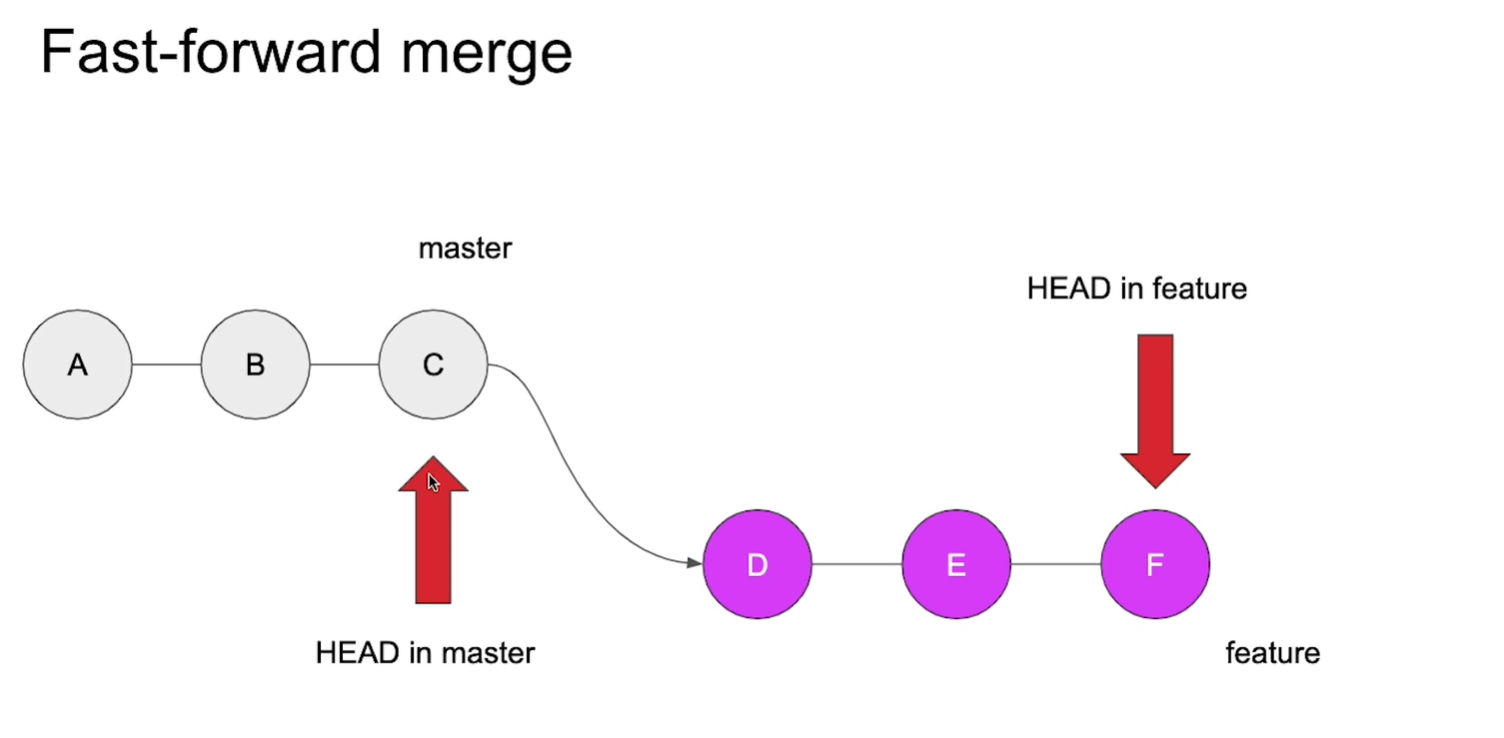 Fast-forward merge
master
HEAD in feature
A
B
C
D
E
F
HEAD in master
feature